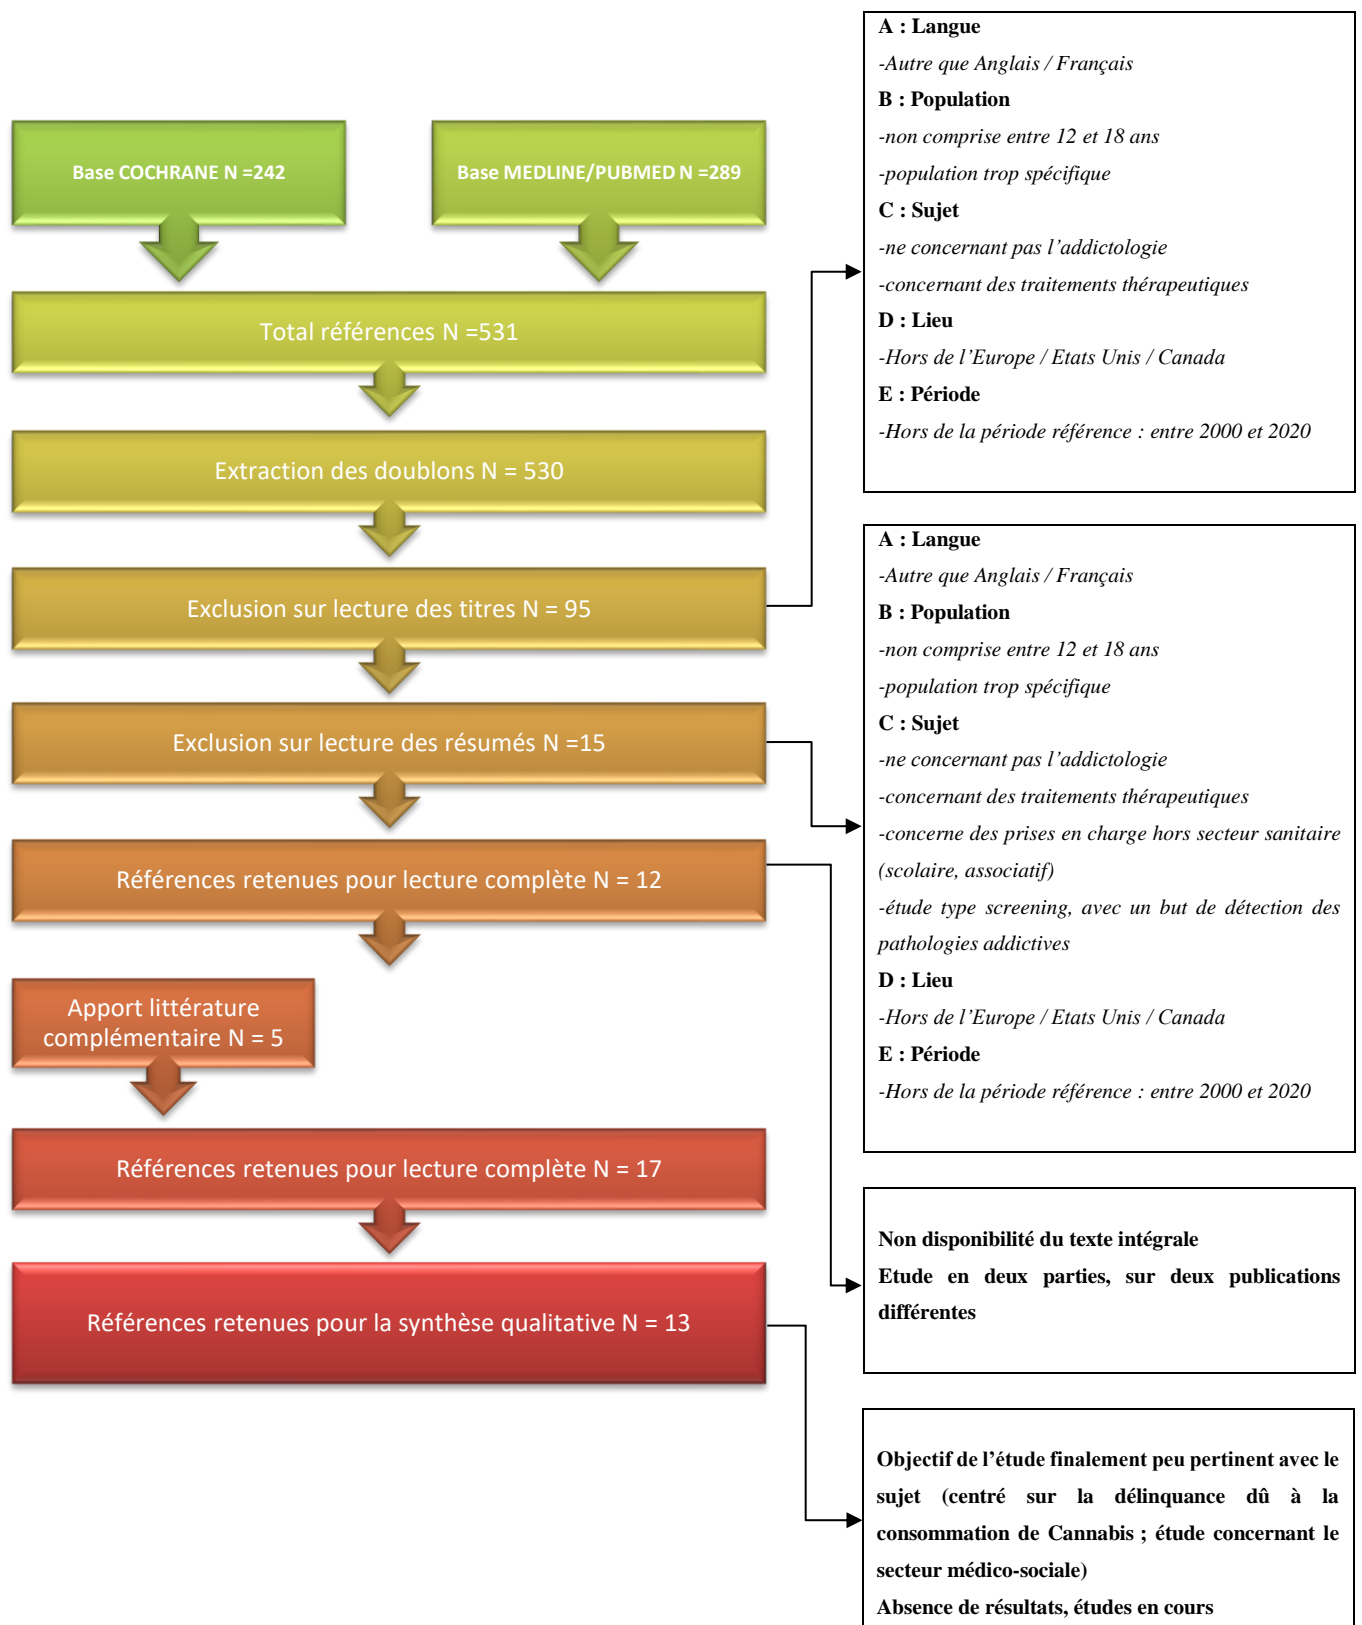 Base COCHRANE N =242
Base MEDLINE/PUBMED N =289
Total références N =531
Extraction des doublons N = 530
Exclusion sur lecture des titres N = 95
Exclusion sur lecture des résumés N =15
Références retenues pour lecture complète N = 12
Apport littérature
complémentaire N = 5
Références retenues pour lecture complète N = 17
Références retenues pour la synthèse qualitative N = 13
A : Langue
-Autre que Anglais / Français
B : Population
-non comprise entre 12 et 18 ans
-population trop spécifique
C : Sujet
-ne concernant pas l’addictologie
-concernant des traitements thérapeutiques
D : Lieu
-Hors de l’Europe / Etats Unis / Canada
E : Période
-Hors de la période référence : entre 2000 et 2020
A : Langue
-Autre que Anglais / Français
B : Population
-non comprise entre 12 et 18 ans
-population trop spécifique
C : Sujet
-ne concernant pas l’addictologie
-concernant des traitements thérapeutiques
-concerne des prises en charge hors secteur sanitaire
(scolaire, associatif)
-étude type screening, avec un but de détection des
pathologies addictives
D : Lieu
-Hors de l’Europe / Etats Unis / Canada
E : Période
-Hors de la période référence : entre 2000 et 2020
Non disponibilité du texte intégrale
Etude en deux parties, sur deux publications
différentes
Objectif de l’étude finalement peu pertinent avec le
sujet (centré sur la délinquance dû à la
consommation de Cannabis ; étude concernant le
secteur médico-sociale)
Absence de résultats, études en cours